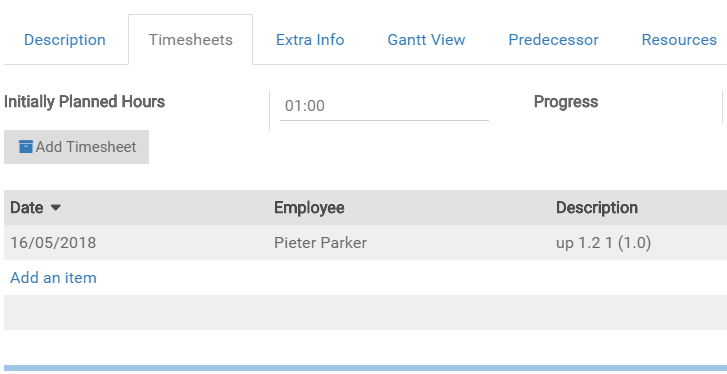 Description Timesheets Extra Info Gantt View Predecessor Resources
Initially Planned Hours 01:00 Progress
Add Timesheet
Date Employee Description
16/05/2018 Pieter Parker up 1.2 1 (1.0)
Add an item